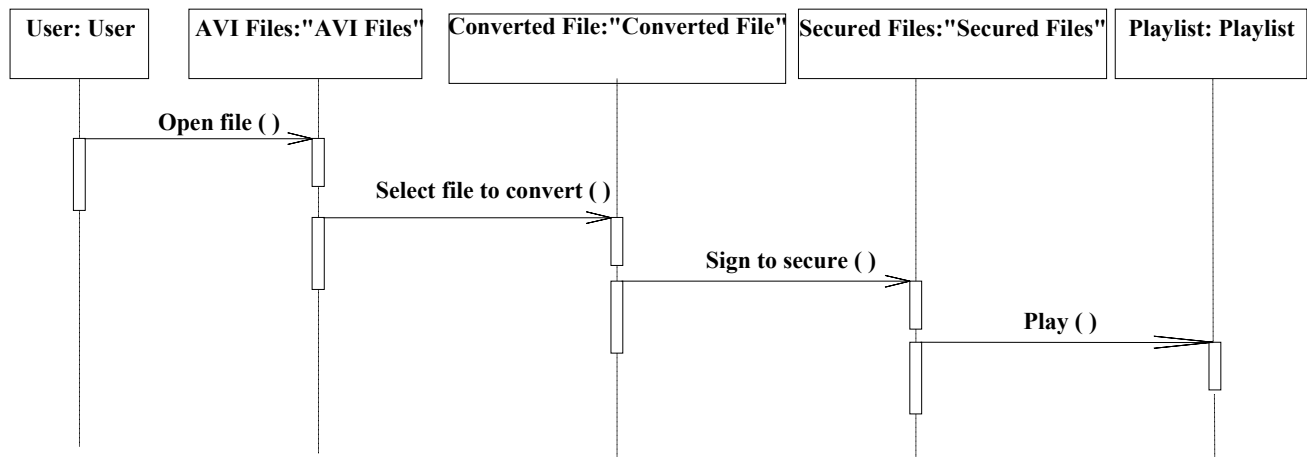 User: User
AVI Files:"AVI Files"
Converted File:"Converted File"
Secured Files:"Secured Files"
Playlist: Playlist
Open file ( )
Select file to convert ( )
Sign to secure ( )
Play ( )